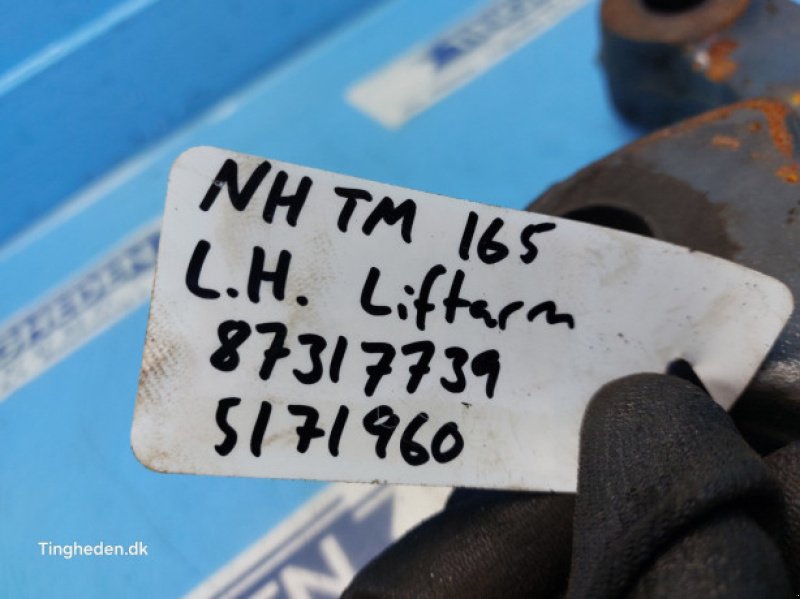 NH TM 165
L.H. Liftarm
87317739
5171960
Tingheden.dk